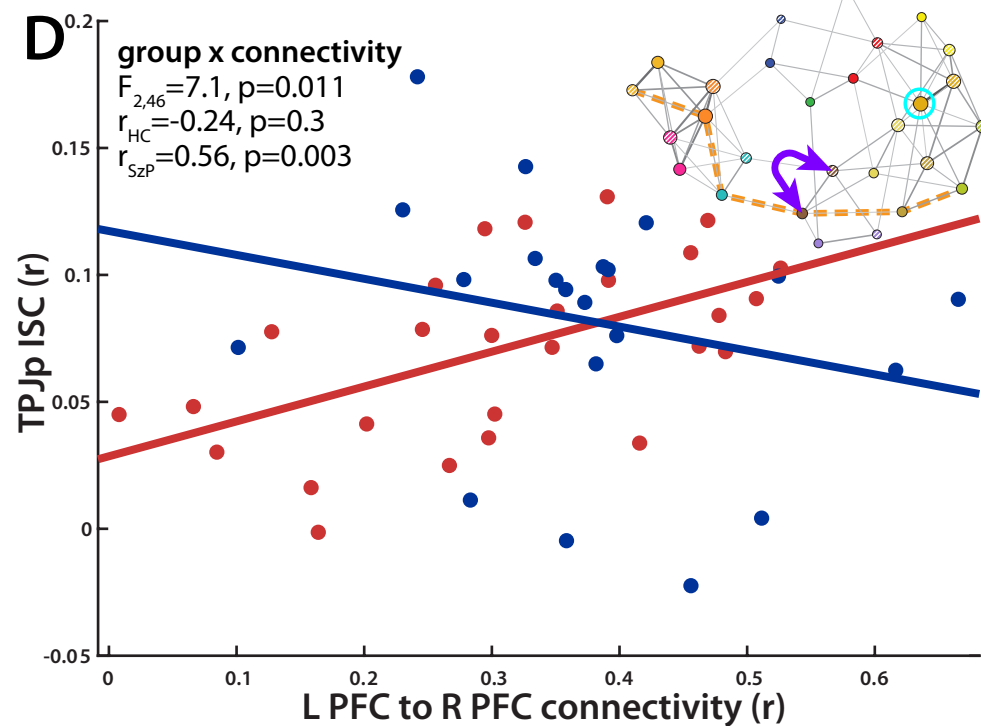 D
group x connectivity
F2,46=7.1, p=0.011
rHC=-0.24, p=0.3
rSzP=0.56, p=0.003
TPJp ISC (r)
0.2
0.15
0.1
0.05
0
-0.05
0 0.1 0.2 0.3 0.4 0.5 0.6
L PFC to R PFC connectivity (r)